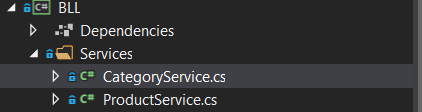 C# BLL
Dependencies
Services
C# CategoryService.cs
C# ProductService.cs